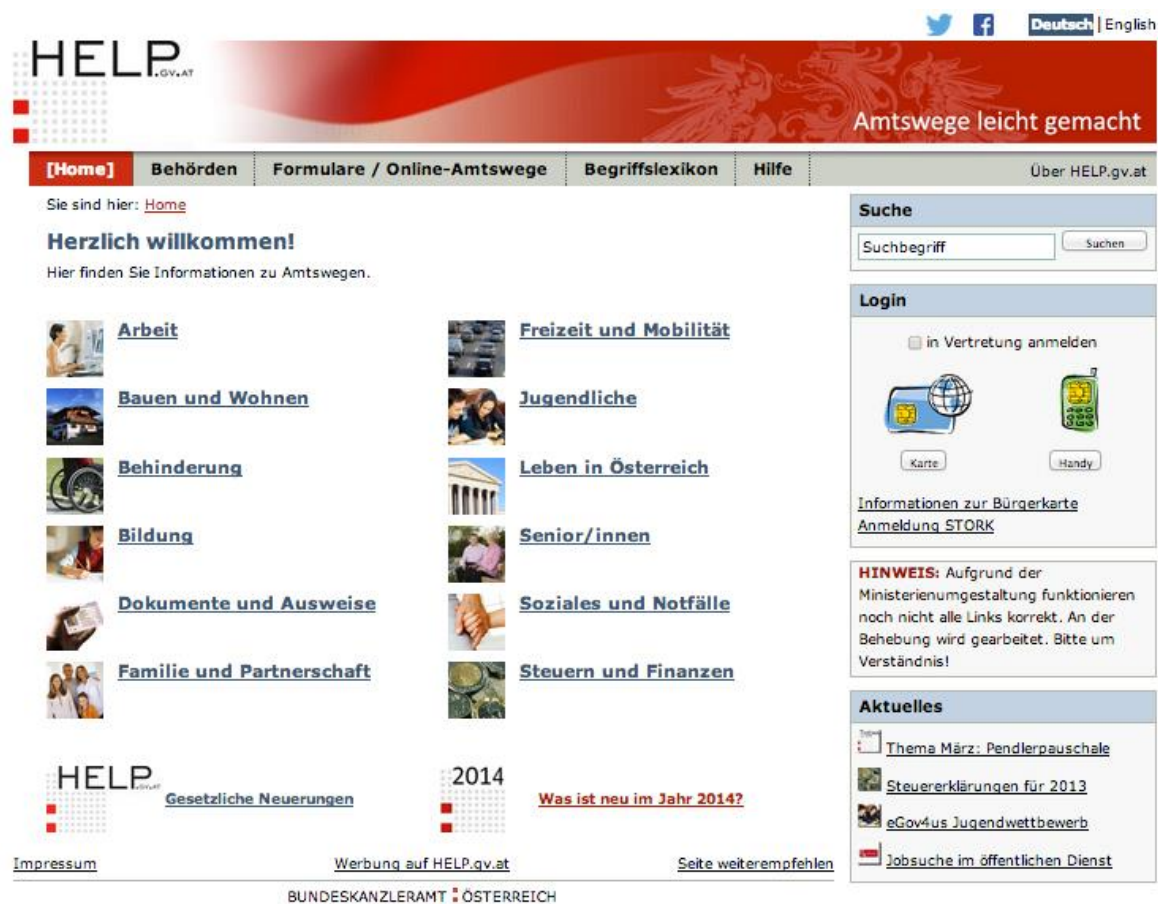 Deutsch | English
HELP.GV.AT
Amtswege leicht gemacht
[Home] Behörden Formulare / Online-Amtswege Begriffslexikon Hilfe Über HELP.gv.at
Sie sind hier: Home
Herzlich willkommen!
Hier finden Sie Informationen zu Amtswegen.
Arbeit
Bauen und Wohnen
Behinderung
Bildung
Dokumente und Ausweise
Familie und Partnerschaft
Freizeit und Mobilität
Jugendliche
Leben in Österreich
Senior/innen
Soziales und Notfälle
Steuern und Finanzen
HELP.GV.AT
Gesetzliche Neuerungen
2014
Was ist neu im Jahr 2014?
Suche
Suchbegriff Suchen
Login
in Vertretung anmelden
Karte Handy
Informationen zur Bürgerkarte
Anmeldung STORK
HINWEIS: Aufgrund der
Ministerienumgestaltung funktionieren
noch nicht alle Links korrekt. An der
Behebung wird gearbeitet. Bitte um
Verständnis!
Aktuelles
Thema März: Pendlerpauschale
Steuererklärungen für 2013
eGov4us Jugendwettbewerb
Jobsuche im öffentlichen Dienst
Impressum Werbung auf HELP.gv.at Seite weiterempfehlen
BUNDESKANZLERAMT ÖSTERREICH